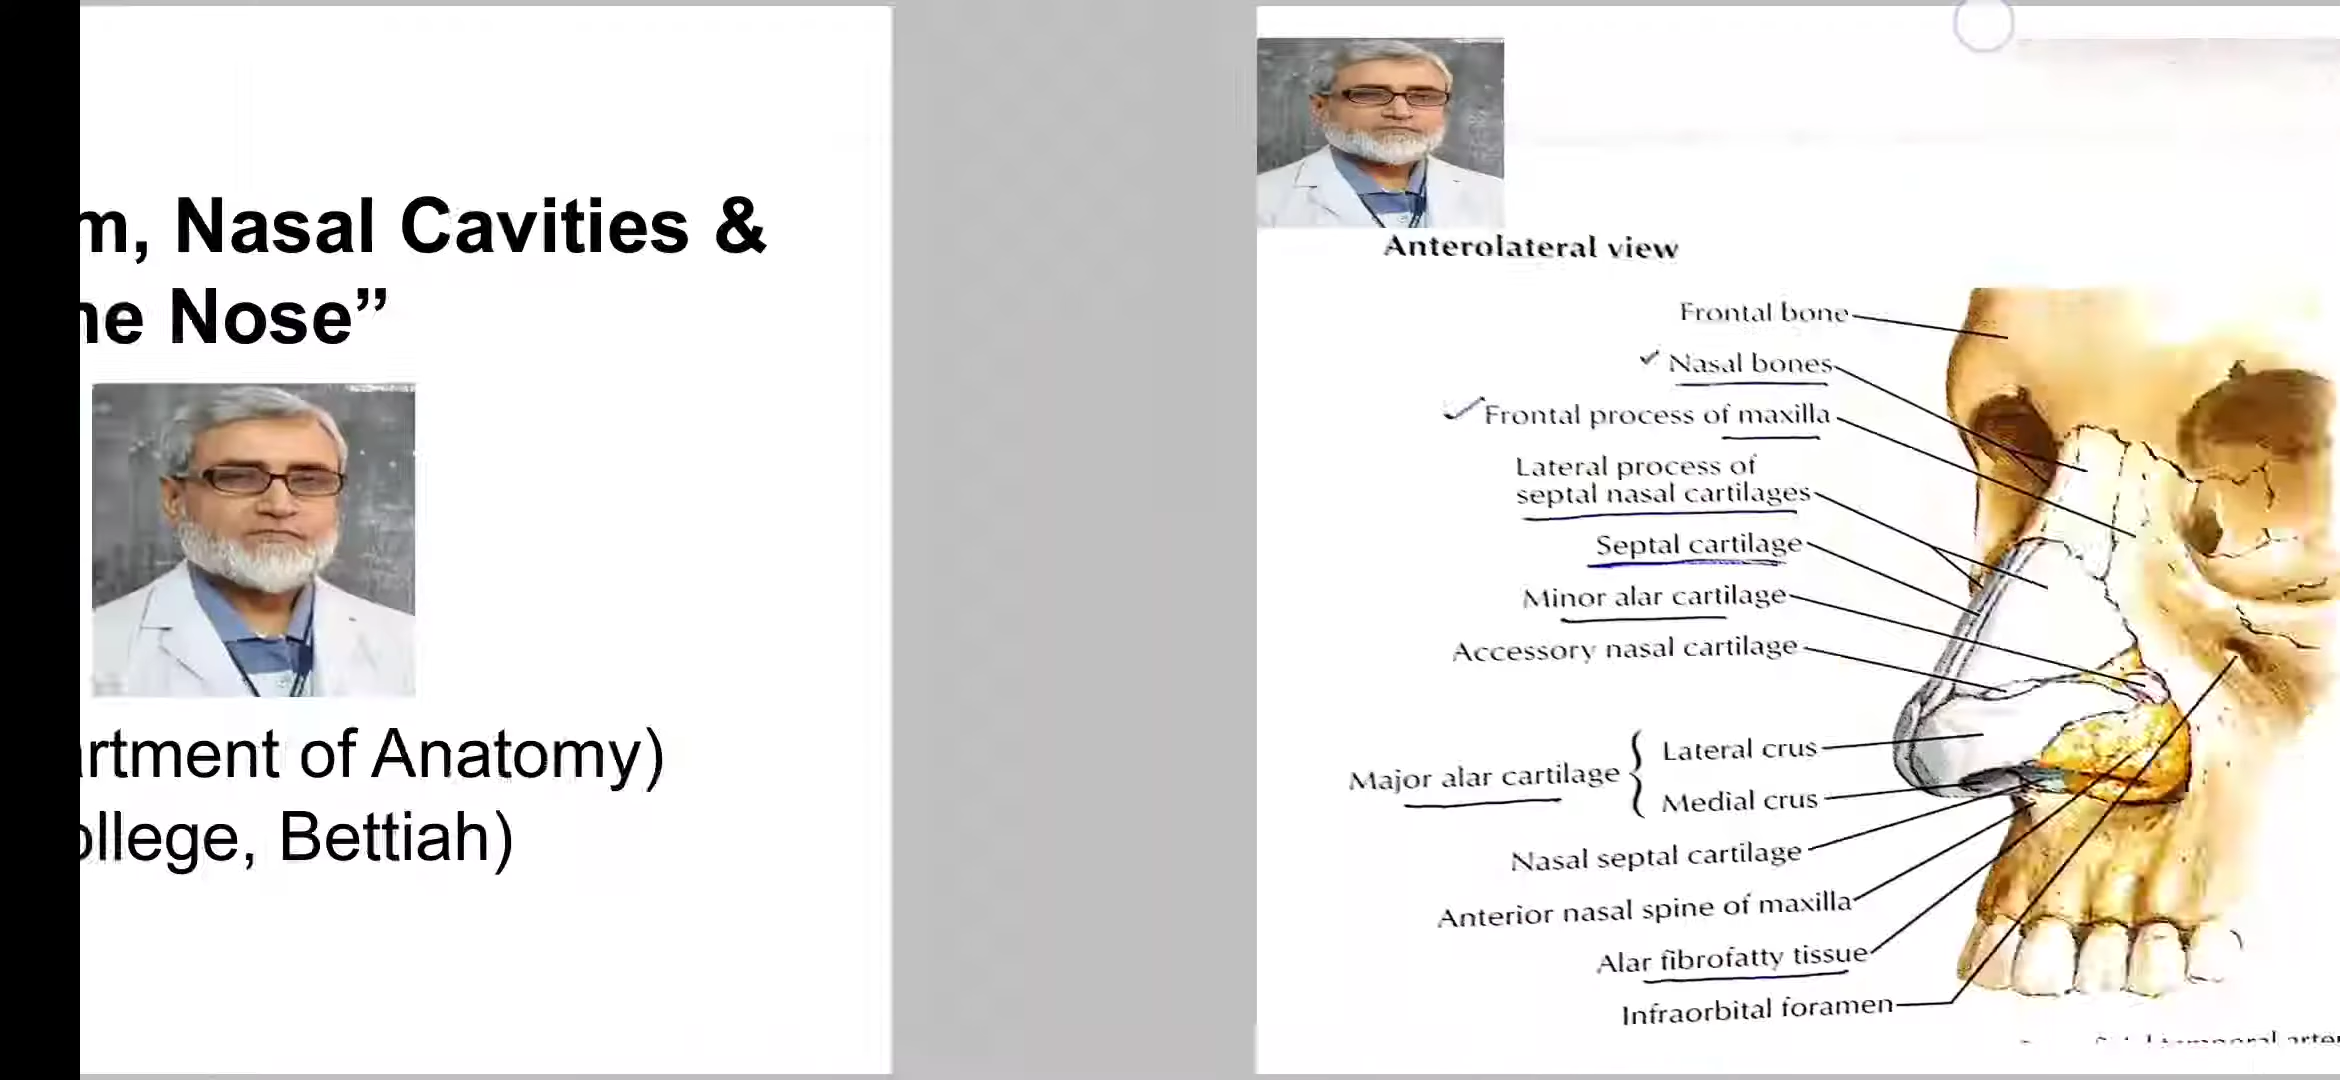 m, Nasal Cavities &
ne Nose”
rtment of Anatomy)
ollege, Bettiah)
Anterolateral view
Frontal bone
Nasal bones
Frontal process of maxilla
Lateral process of
septal nasal cartilages
Septal cartilage
Minor alar cartilage
Accessory nasal cartilage
Major alar cartilage
Lateral crus
Medial crus
Nasal septal cartilage
Anterior nasal spine of maxilla
Alar fibrofatty tissue
Infraorbital foramen